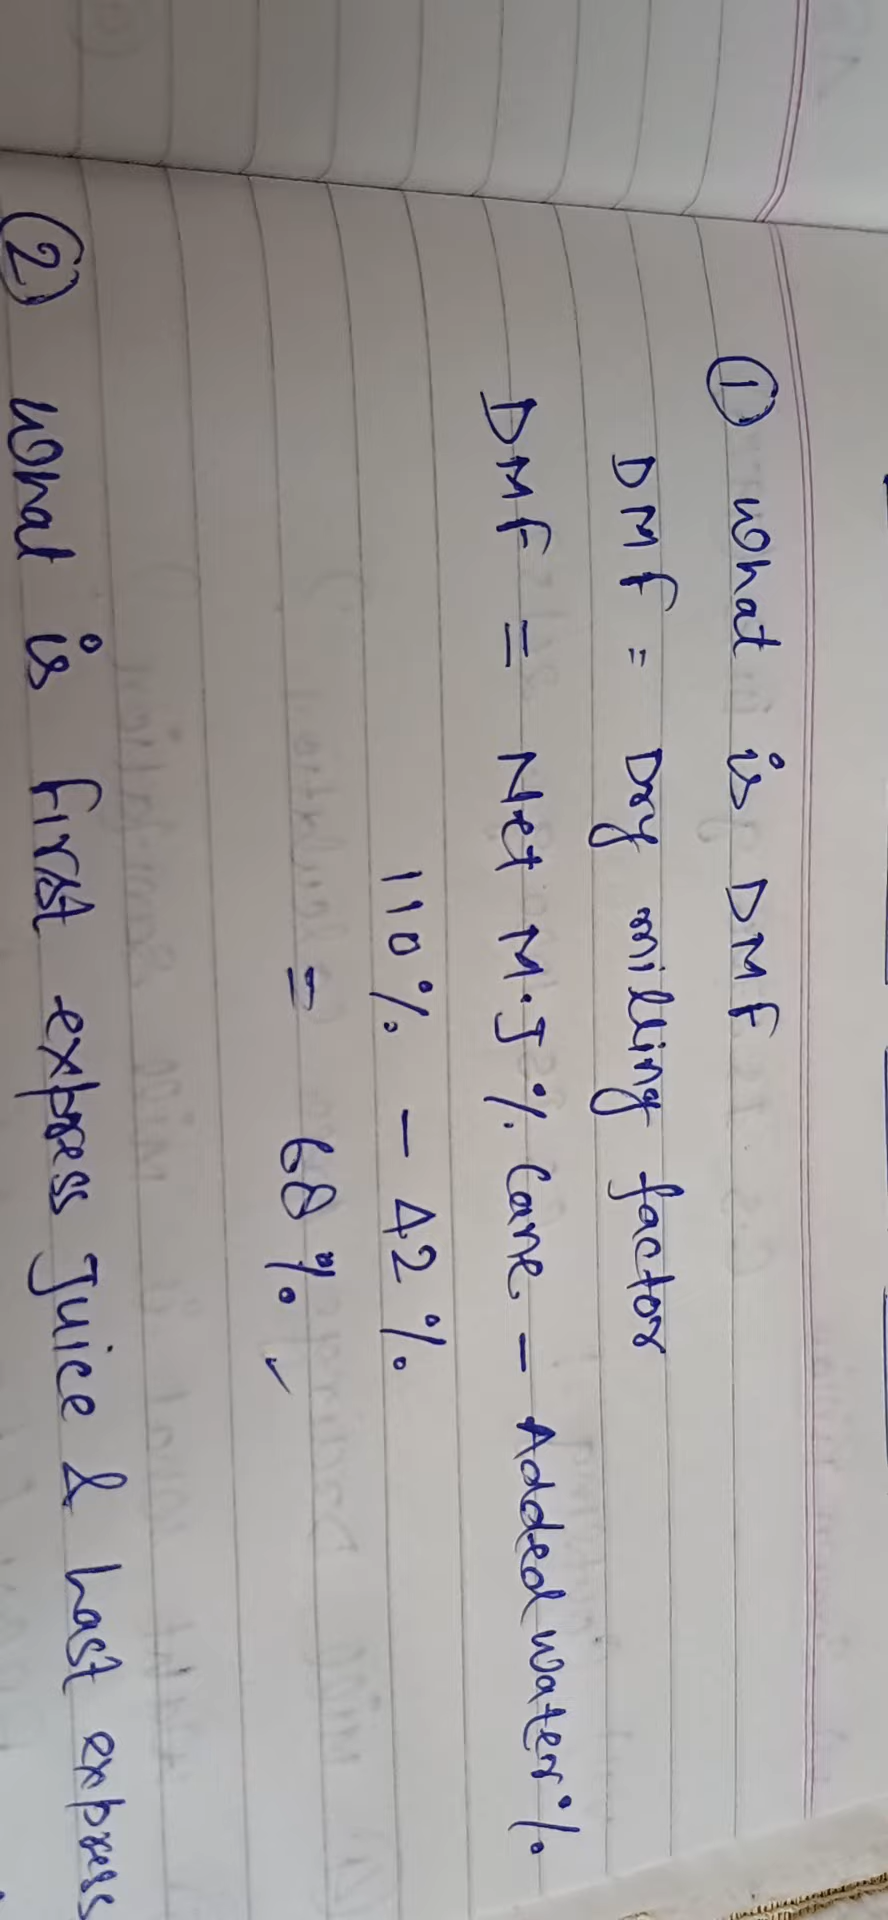 ① What is DMF
DMF = Dry milling factor
DMF = Net M.J% Cane - Added water%
110% - 42%
= 68%
② What is first express Juice & Last express